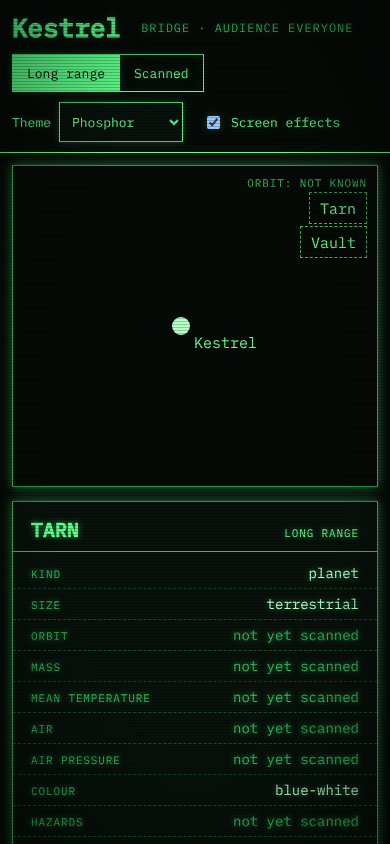 Kestrel BRIDGE · AUDIENCE EVERYONE
Long range Scanned
Theme Phosphor Screen effects
ORBIT: NOT KNOWN
Tarn
Vault
Kestrel
TARN LONG RANGE
KIND planet
SIZE terrestrial
ORBIT not yet scanned
MASS not yet scanned
MEAN TEMPERATURE not yet scanned
AIR not yet scanned
AIR PRESSURE not yet scanned
COLOUR blue-white
HAZARDS not yet scanned